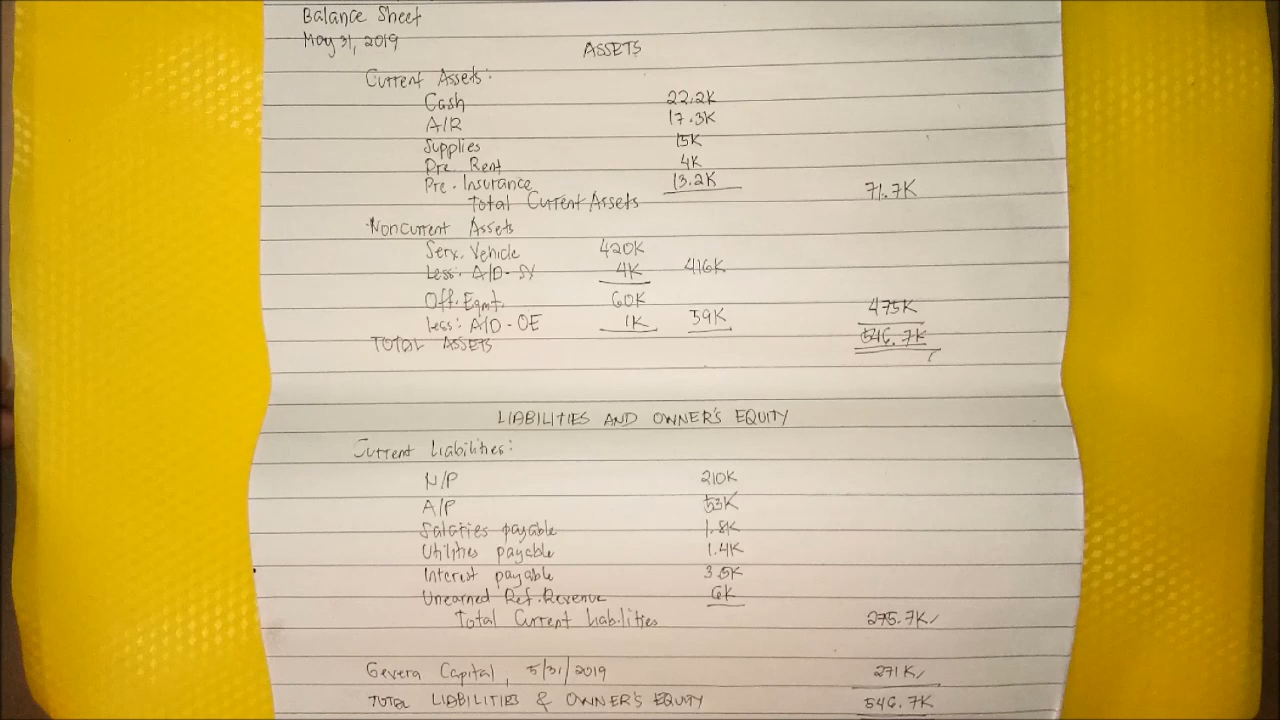 Balance Sheet
May 31, 2019
ASSETS
Current Assets:
Cash 22.2K
A/R 17.3K
Supplies 15K
Pre. Rent 4K
Pre. Insurance 13.2K
Total Current Assets 71.7K
Noncurrent Assets
Serv. Vehicle 420K
Less: A/D-SV 4K 416K
Off. Eqmt. 60K
Less: A/D-OE 1K 59K 475K
TOTAL ASSETS 546.7K
LIABILITIES AND OWNER'S EQUITY
Current Liabilities:
N/P 210K
A/P 53K
Salaries payable 1.8K
Utilities payable 1.4K
Interest payable 3.5K
Unearned Ref. Revenue 6K
Total Current Liabilities 275.7K
Gevera Capital, 5/31/2019 271K
TOTAL LIABILITIES & OWNER'S EQUITY 546.7K